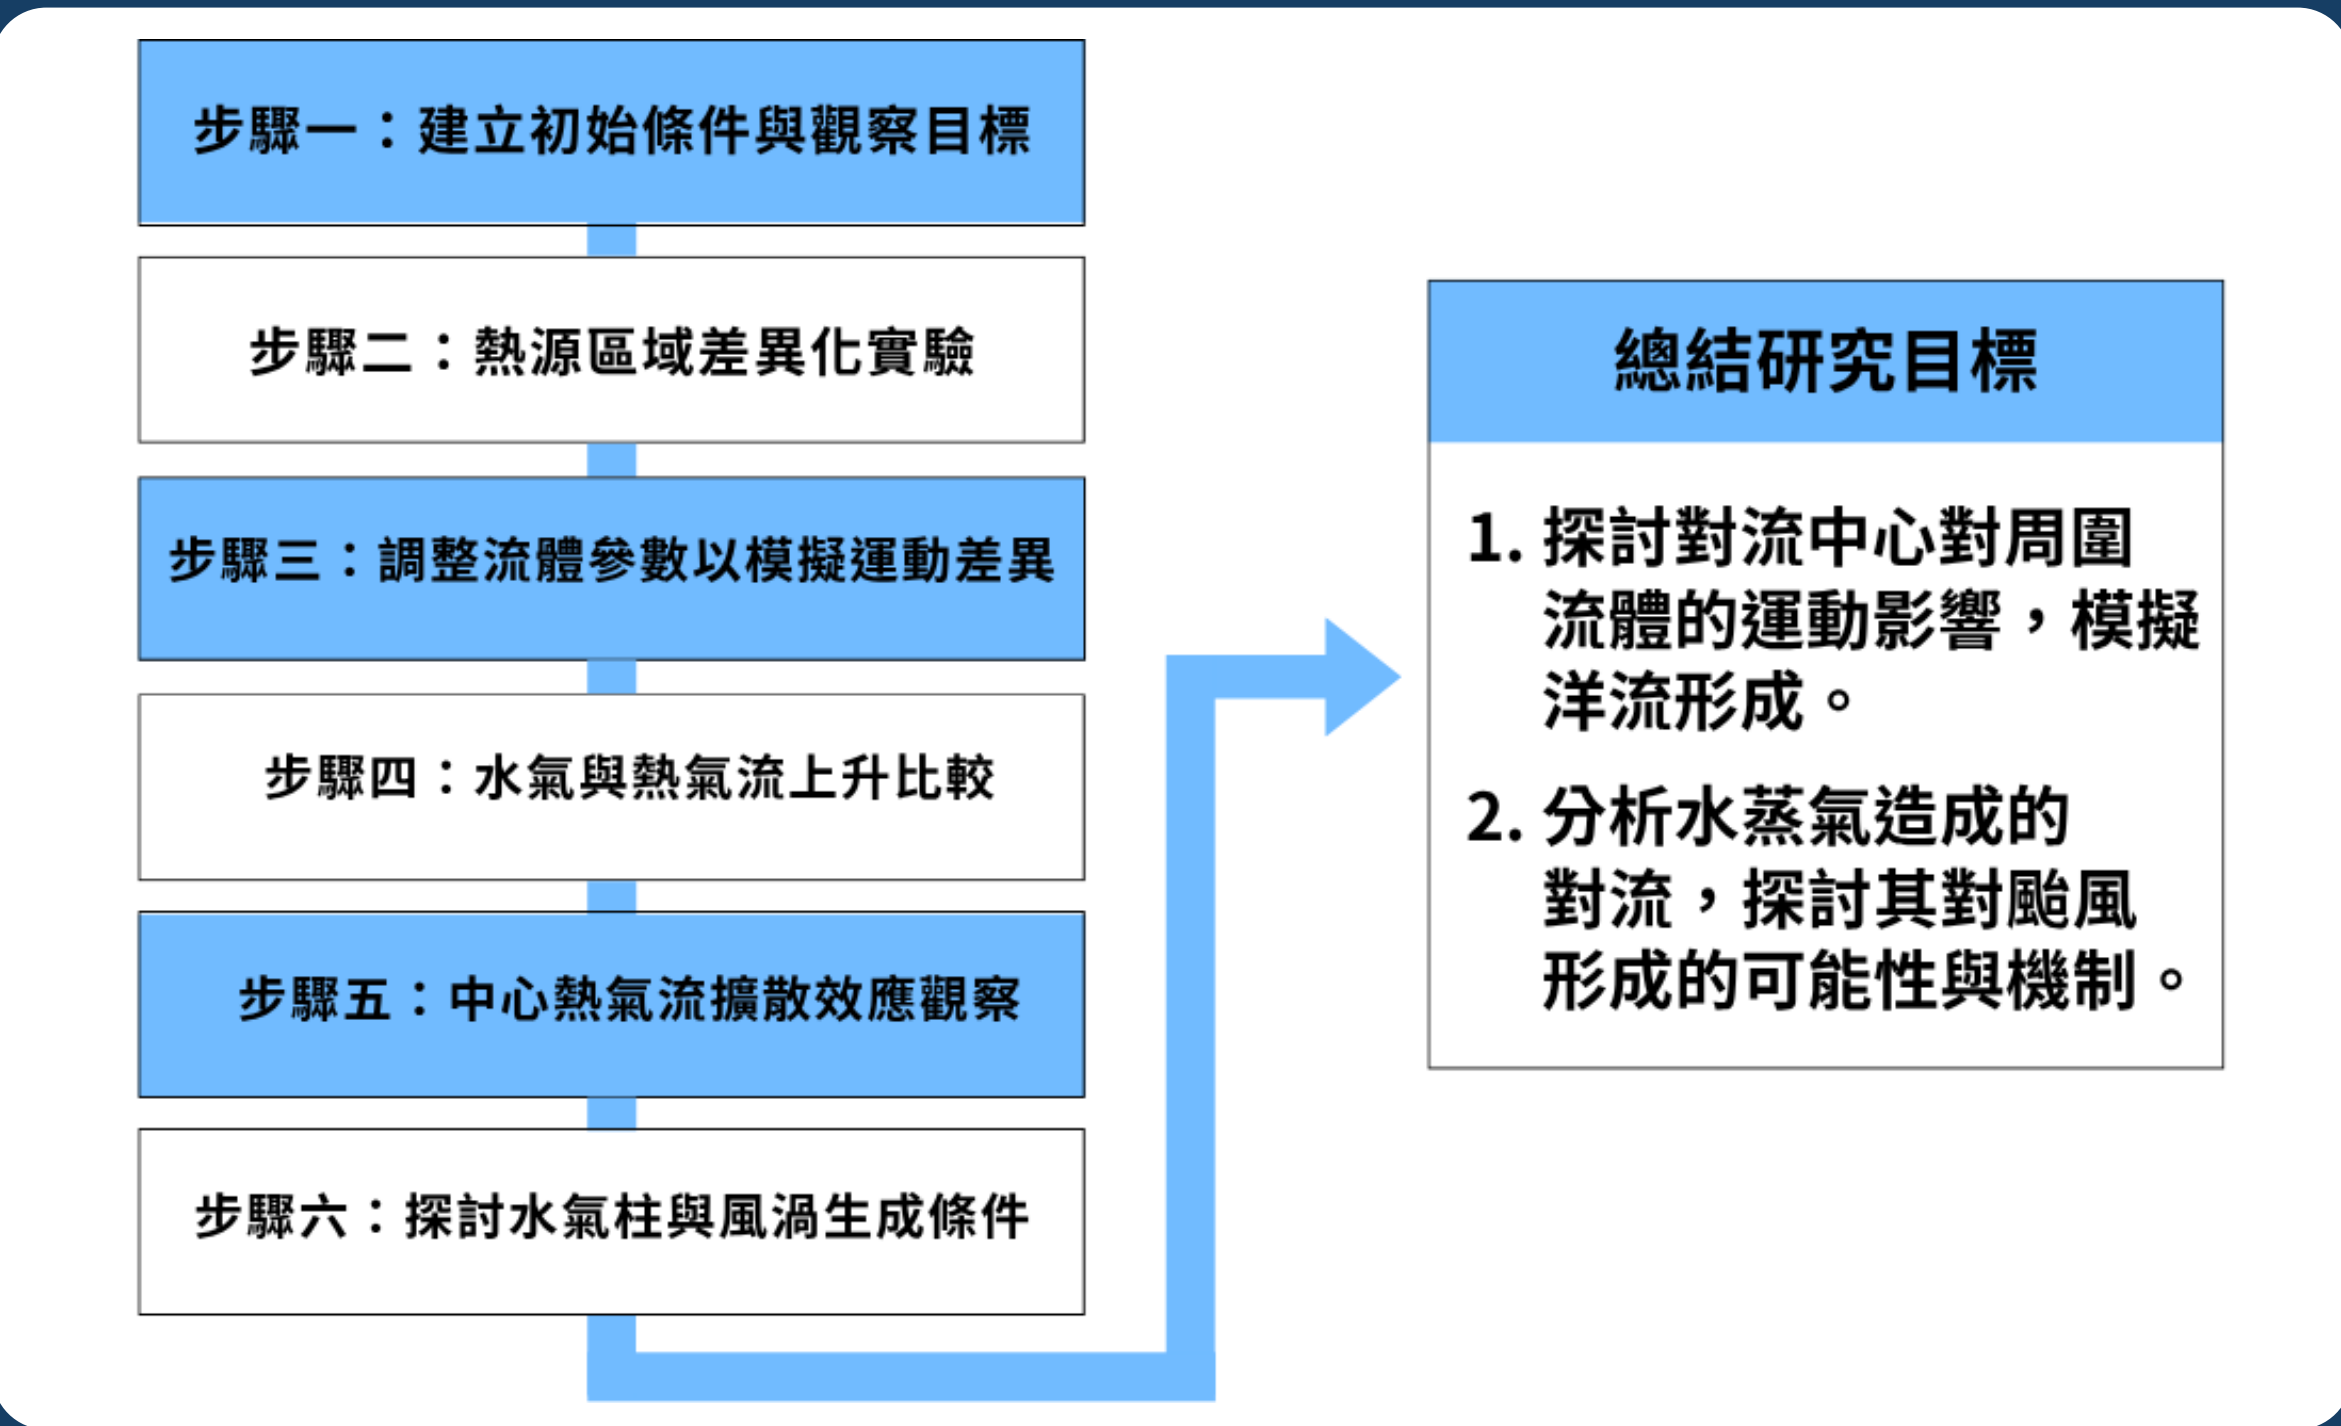 步驟一：建立初始條件與觀察目標
步驟二：熱源區域差異化實驗
步驟三：調整流體參數以模擬運動差異
步驟四：水氣與熱氣流上升比較
步驟五：中心熱氣流擴散效應觀察
步驟六：探討水氣柱與風渦生成條件
總結研究目標
1. 探討對流中心對周圍
流體的運動影響，模擬
洋流形成。
2. 分析水蒸氣造成的
對流，探討其對颱風
形成的可能性與機制。